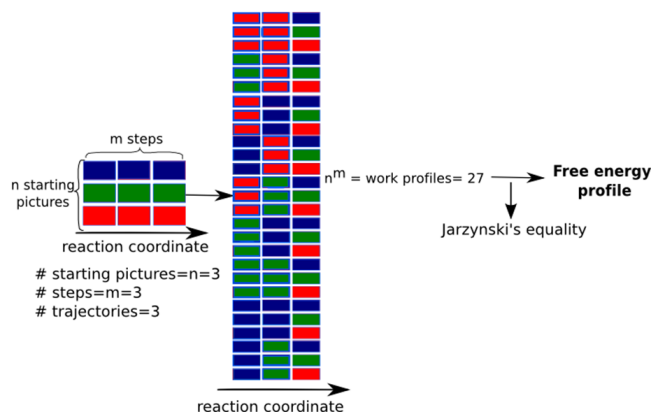 m steps
n starting
pictures
reaction coordinate
# starting pictures=n=3
# steps=m=3
# trajectories=3
n^m = work profiles= 27
Free energy
profile
Jarzynski's equality
reaction coordinate